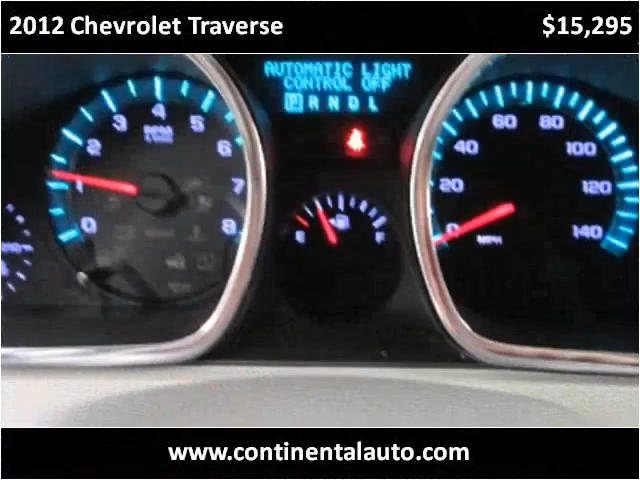 2012 Chevrolet Traverse $15,295
AUTOMATIC LIGHT
CONTROL OFF
P R N D L
0 1 2 3 4 5 6 7 8
E F
0 20 40 60 80 100 120 140
MPH
www.continentalauto.com